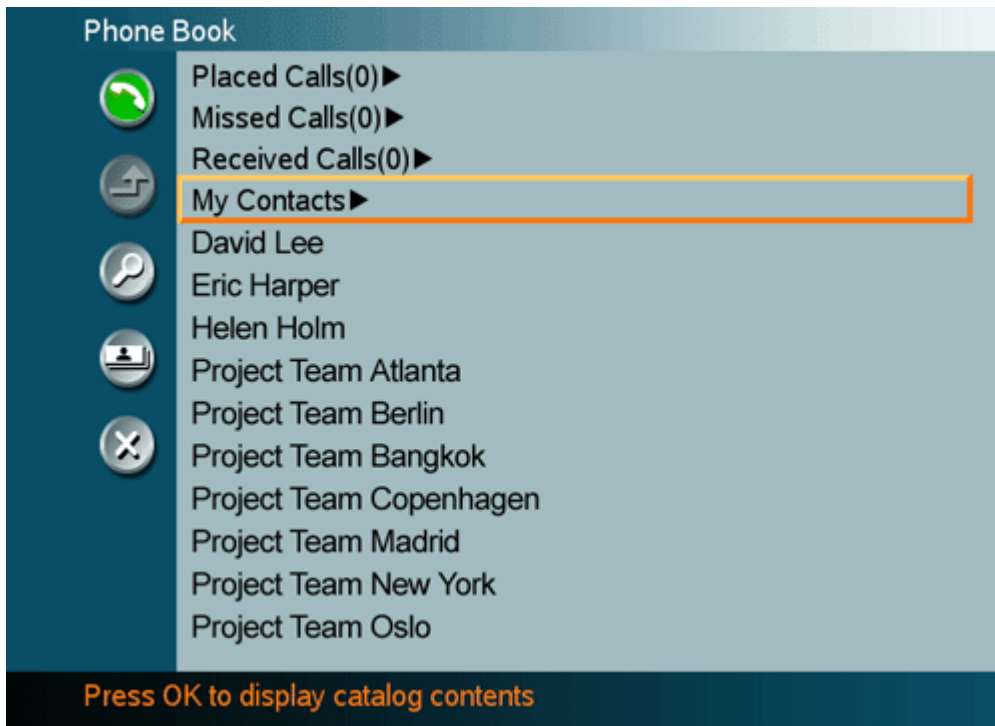 Phone Book
Placed Calls(0)▶
Missed Calls(0)▶
Received Calls(0)▶
My Contacts▶
David Lee
Eric Harper
Helen Holm
Project Team Atlanta
Project Team Berlin
Project Team Bangkok
Project Team Copenhagen
Project Team Madrid
Project Team New York
Project Team Oslo
Press OK to display catalog contents